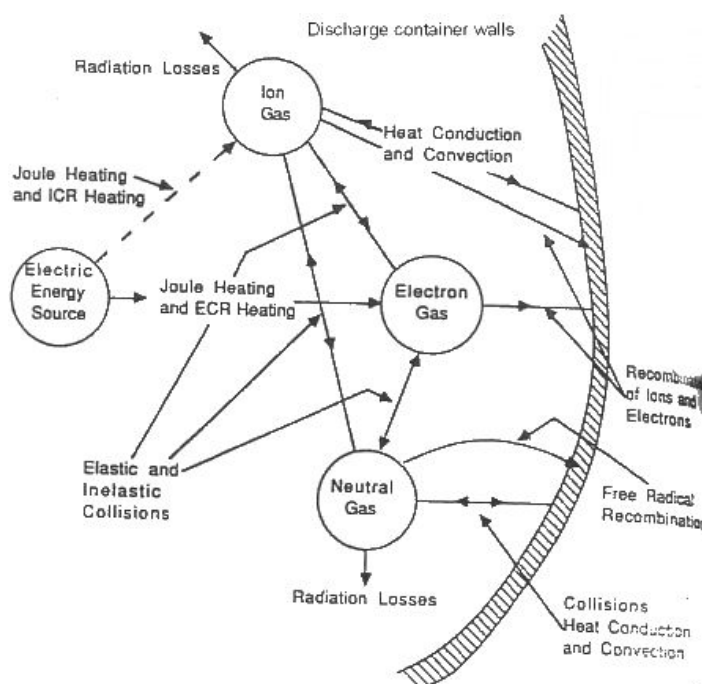 Discharge container walls
Radiation Losses
Ion
Gas
Heat Conduction
and Convection
Joule Heating
and ICR Heating
Electric
Energy
Source
Joule Heating
and ECR Heating
Electron
Gas
of Ions and
Electrons
Elastic and
Inelastic
Collisions
Neutral
Gas
Free Radical
Recombination
Radiation Losses
Collisions
Heat Conduction
and Convection